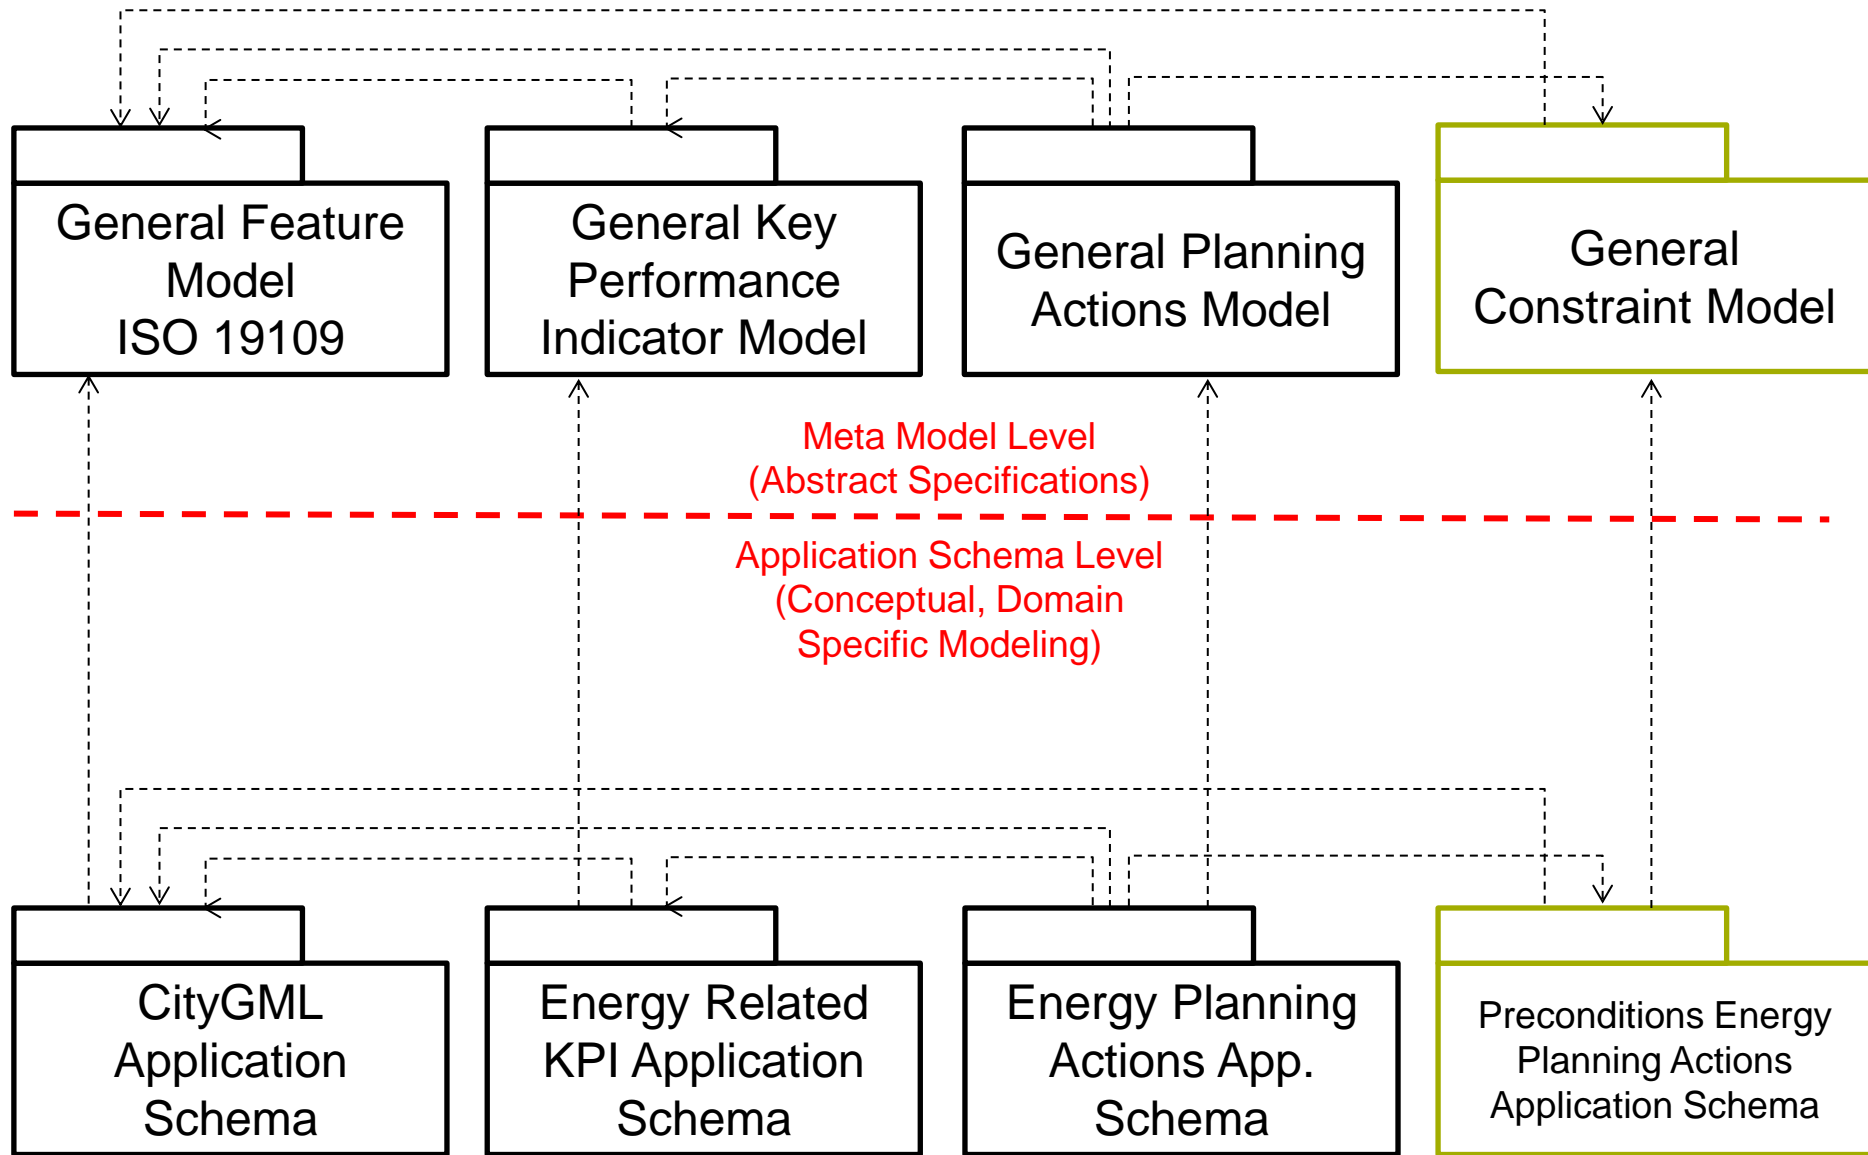 General Feature
Model
ISO 19109
General Key
Performance
Indicator Model
General Planning
Actions Model
General
Constraint Model
Meta Model Level
(Abstract Specifications)
Application Schema Level
(Conceptual, Domain
Specific Modeling)
CityGML
Application
Schema
Energy Related
KPI Application
Schema
Energy Planning
Actions App.
Schema
Preconditions Energy
Planning Actions
Application Schema